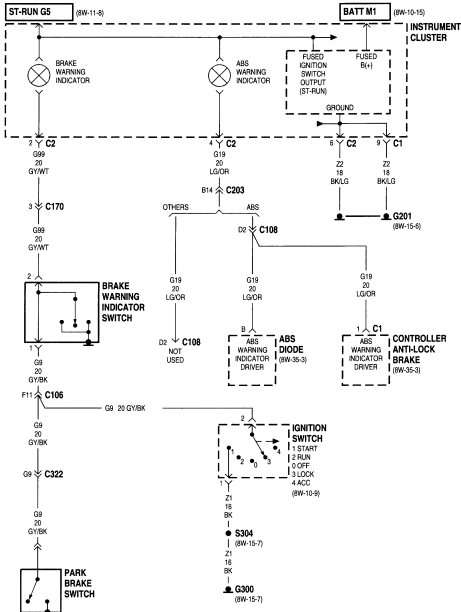 ST-RUN G5 (8W-11-8)
BATT M1 (8W-10-15)
INSTRUMENT
CLUSTER
BRAKE
WARNING
INDICATOR
ABS
WARNING
INDICATOR
FUSED
IGNITION
SWITCH
OUTPUT
(ST-RUN)
FUSED
B(+)
GROUND
2 C2
4 C2
6 C2
9 C1
G99
20
GY/WT
G19
20
LG/OR
Z2
18
BK/LG
Z2
18
BK/LG
B14 C203
3 C170
OTHERS
ABS
G201
(8W-15-6)
D2 C108
G99
20
GY/WT
2
BRAKE
WARNING
INDICATOR
SWITCH
1
G19
20
LG/OR
G19
20
LG/OR
G19
20
LG/OR
D2 C108
NOT
USED
B
ABS
WARNING
INDICATOR
DRIVER
ABS
DIODE
(8W-35-3)
1 C1
ABS
WARNING
INDICATOR
DRIVER
CONTROLLER
ANTI-LOCK
BRAKE
(8W-35-3)
G9
20
GY/BK
F11 C106
G9 20 GY/BK
G9
20
GY/BK
2
1 2 0 3 4
IGNITION
SWITCH
1 START
2 RUN
0 OFF
3 LOCK
4 ACC
(8W-10-9)
1
G9 C322
Z1
16
BK
G9
20
GY/BK
S304
(8W-15-7)
Z1
16
BK
PARK
BRAKE
SWITCH
G300
(8W-15-7)